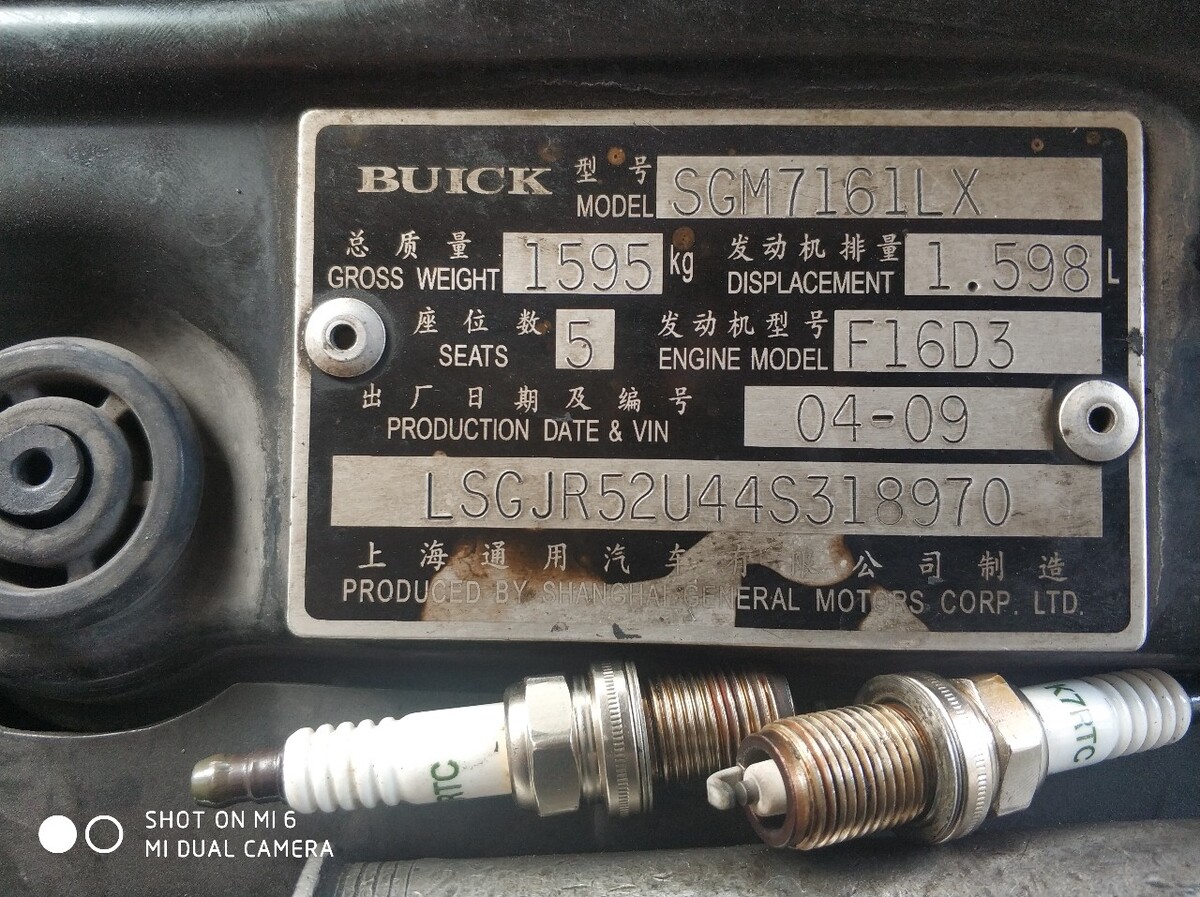 BUICK 型号 SGM7161LX
MODEL
总质量 1595 kg 发动机排量 1.598 L
GROSS WEIGHT DISPLACEMENT
座位数 5 发动机型号 F16D3
SEATS ENGINE MODEL
出厂日期及编号 04-09
PRODUCTION DATE & VIN
LSGJR52U44S318970
上海通用汽车有限公司制造
PRODUCED BY SHANGHAI GENERAL MOTORS CORP. LTD.
K7RTC
RTC
SHOT ON MI 6
MI DUAL CAMERA